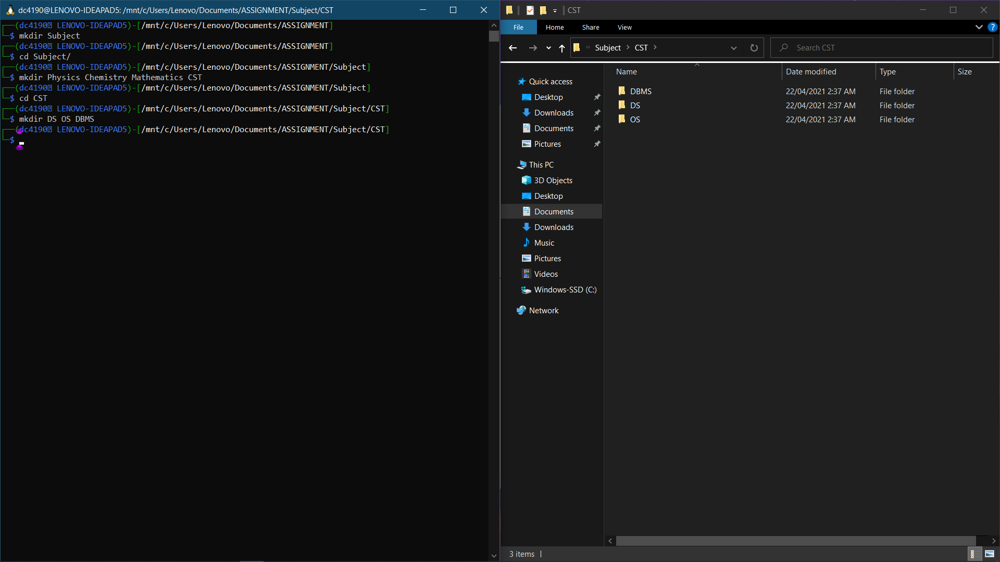 dc4190@LENOVO-IDEAPAD5: /mnt/c/Users/Lenovo/Documents/ASSIGNMENT/Subject/CST
┌──(dc4190 LENOVO-IDEAPAD5)-[/mnt/c/Users/Lenovo/Documents/ASSIGNMENT]
└─$ mkdir Subject
┌──(dc4190 LENOVO-IDEAPAD5)-[/mnt/c/Users/Lenovo/Documents/ASSIGNMENT]
└─$ cd Subject/
┌──(dc4190 LENOVO-IDEAPAD5)-[/mnt/c/Users/Lenovo/Documents/ASSIGNMENT/Subject]
└─$ mkdir Physics Chemistry Mathematics CST
┌──(dc4190 LENOVO-IDEAPAD5)-[/mnt/c/Users/Lenovo/Documents/ASSIGNMENT/Subject]
└─$ cd CST
┌──(dc4190 LENOVO-IDEAPAD5)-[/mnt/c/Users/Lenovo/Documents/ASSIGNMENT/Subject/CST]
└─$ mkdir DS OS DBMS
┌──(dc4190 LENOVO-IDEAPAD5)-[/mnt/c/Users/Lenovo/Documents/ASSIGNMENT/Subject/CST]
└─$
CST
File Home Share View
« Subject › CST ›
Search CST
Quick access
Desktop
Downloads
Documents
Pictures
This PC
3D Objects
Desktop
Documents
Downloads
Music
Pictures
Videos
Windows-SSD (C:)
Network
Name Date modified Type Size
DBMS 22/04/2021 2:37 AM File folder
DS 22/04/2021 2:37 AM File folder
OS 22/04/2021 2:37 AM File folder
3 items